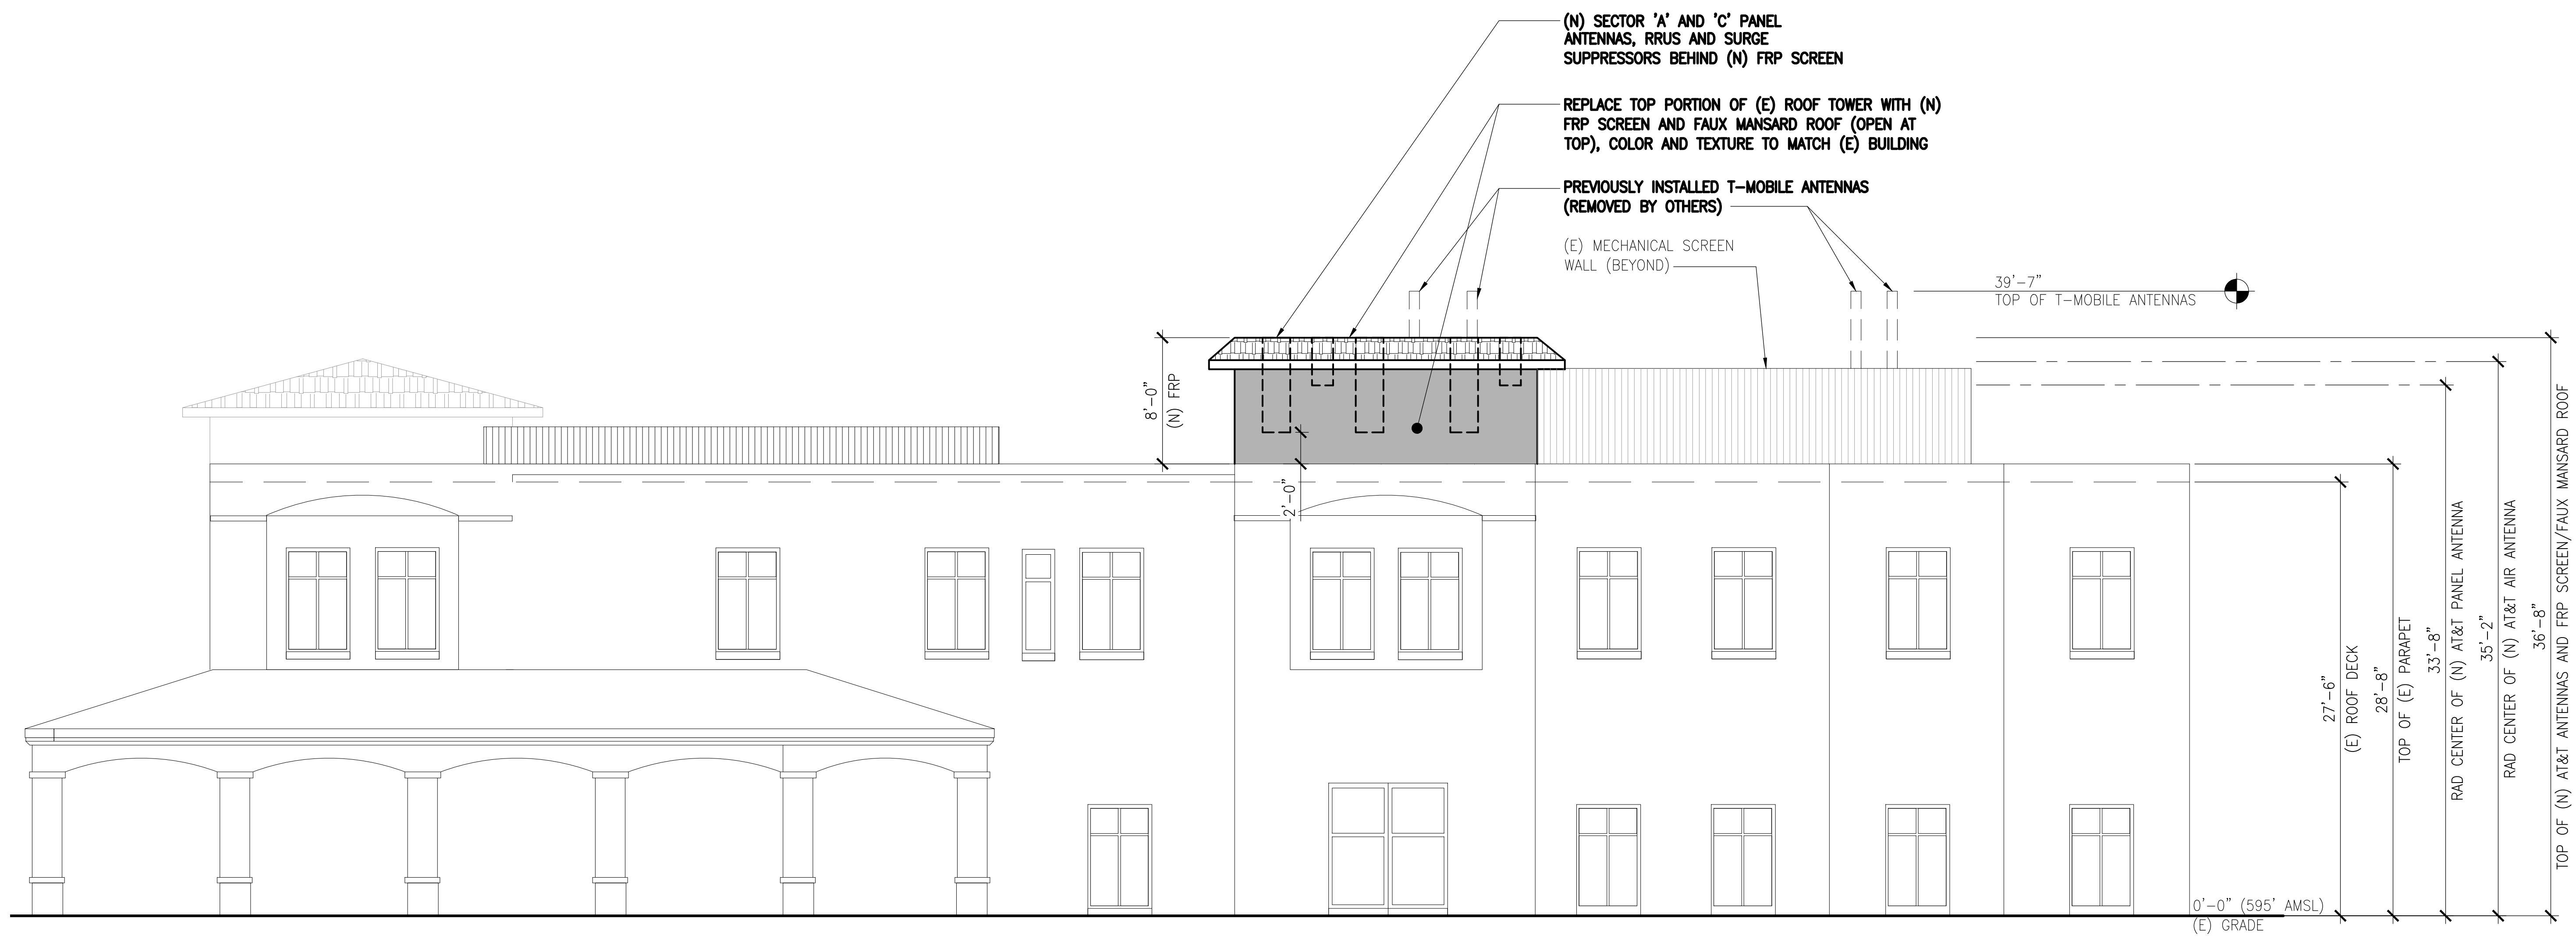 (N) SECTOR 'A' AND 'C' PANEL
ANTENNAS, RRUS AND SURGE
SUPPRESSORS BEHIND (N) FRP SCREEN
REPLACE TOP PORTION OF (E) ROOF TOWER WITH (N)
FRP SCREEN AND FAUX MANSARD ROOF (OPEN AT
TOP), COLOR AND TEXTURE TO MATCH (E) BUILDING
PREVIOUSLY INSTALLED T-MOBILE ANTENNAS
(REMOVED BY OTHERS)
(E) MECHANICAL SCREEN
WALL (BEYOND)
39'-7"
TOP OF T-MOBILE ANTENNAS
8'-0"
(N) FRP
2'-0"
27'-6"
(E) ROOF DECK
28'-8"
TOP OF (E) PARAPET
33'-8"
RAD CENTER OF (N) AT&T PANEL ANTENNA
35'-2"
RAD CENTER OF (N) AT&T AIR ANTENNA
36'-8"
TOP OF (N) AT&T ANTENNAS AND FRP SCREEN/FAUX MANSARD ROOF
0'-0" (595' AMSL)
(E) GRADE